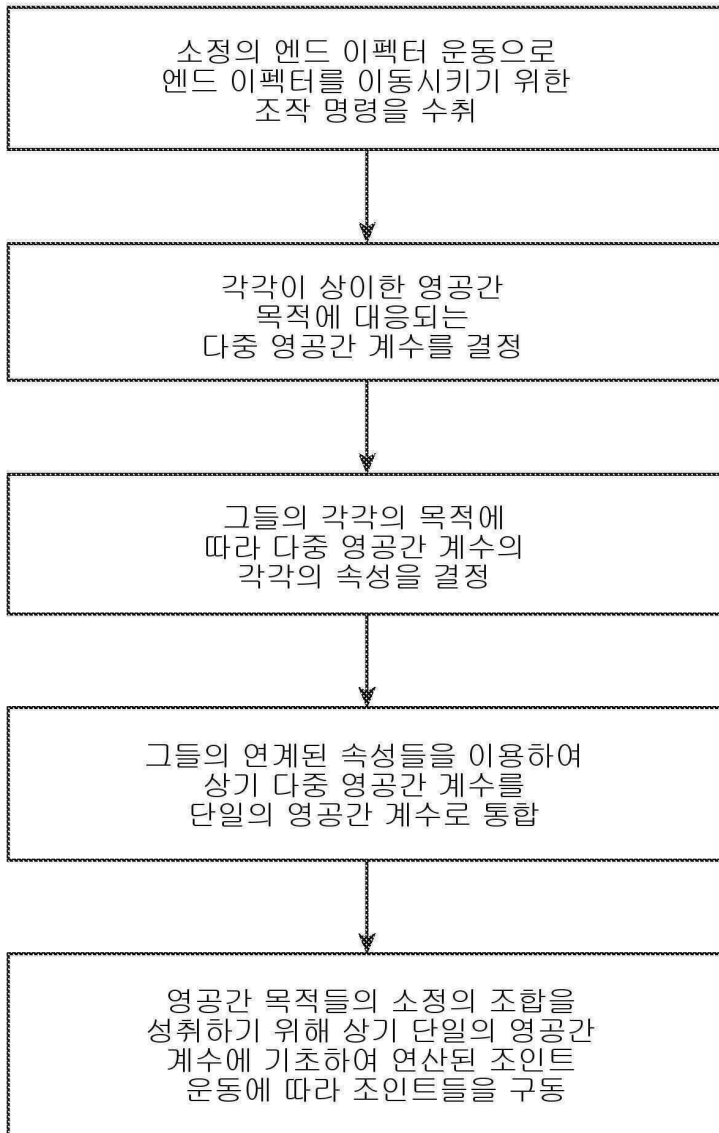 소정의 엔드 이펙터 운동으로
엔드 이펙터를 이동시키기 위한
조작 명령을 수취
각각이 상이한 영공간
목적에 대응되는
다중 영공간 계수를 결정
그들의 각각의 목적에
따라 다중 영공간 계수의
각각의 속성을 결정
그들의 연계된 속성들을 이용하여
상기 다중 영공간 계수를
단일의 영공간 계수로 통합
영공간 목적들의 소정의 조합을
성취하기 위해 상기 단일의 영공간
계수에 기초하여 연산된 조인트
운동에 따라 조인트들을 구동